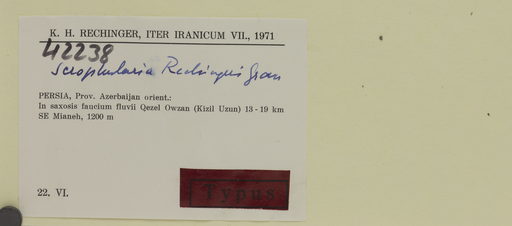 K. H. RECHINGER, ITER IRANICUM VII., 1971
42238
Scrophularia Rechingeri Grau
PERSIA, Prov. Azerbaijan orient.:
In saxosis faucium fluvii Qezel Owzan (Kizil Uzun) 13 - 19 km
SE Mianeh, 1200 m
22. VI.
Typus